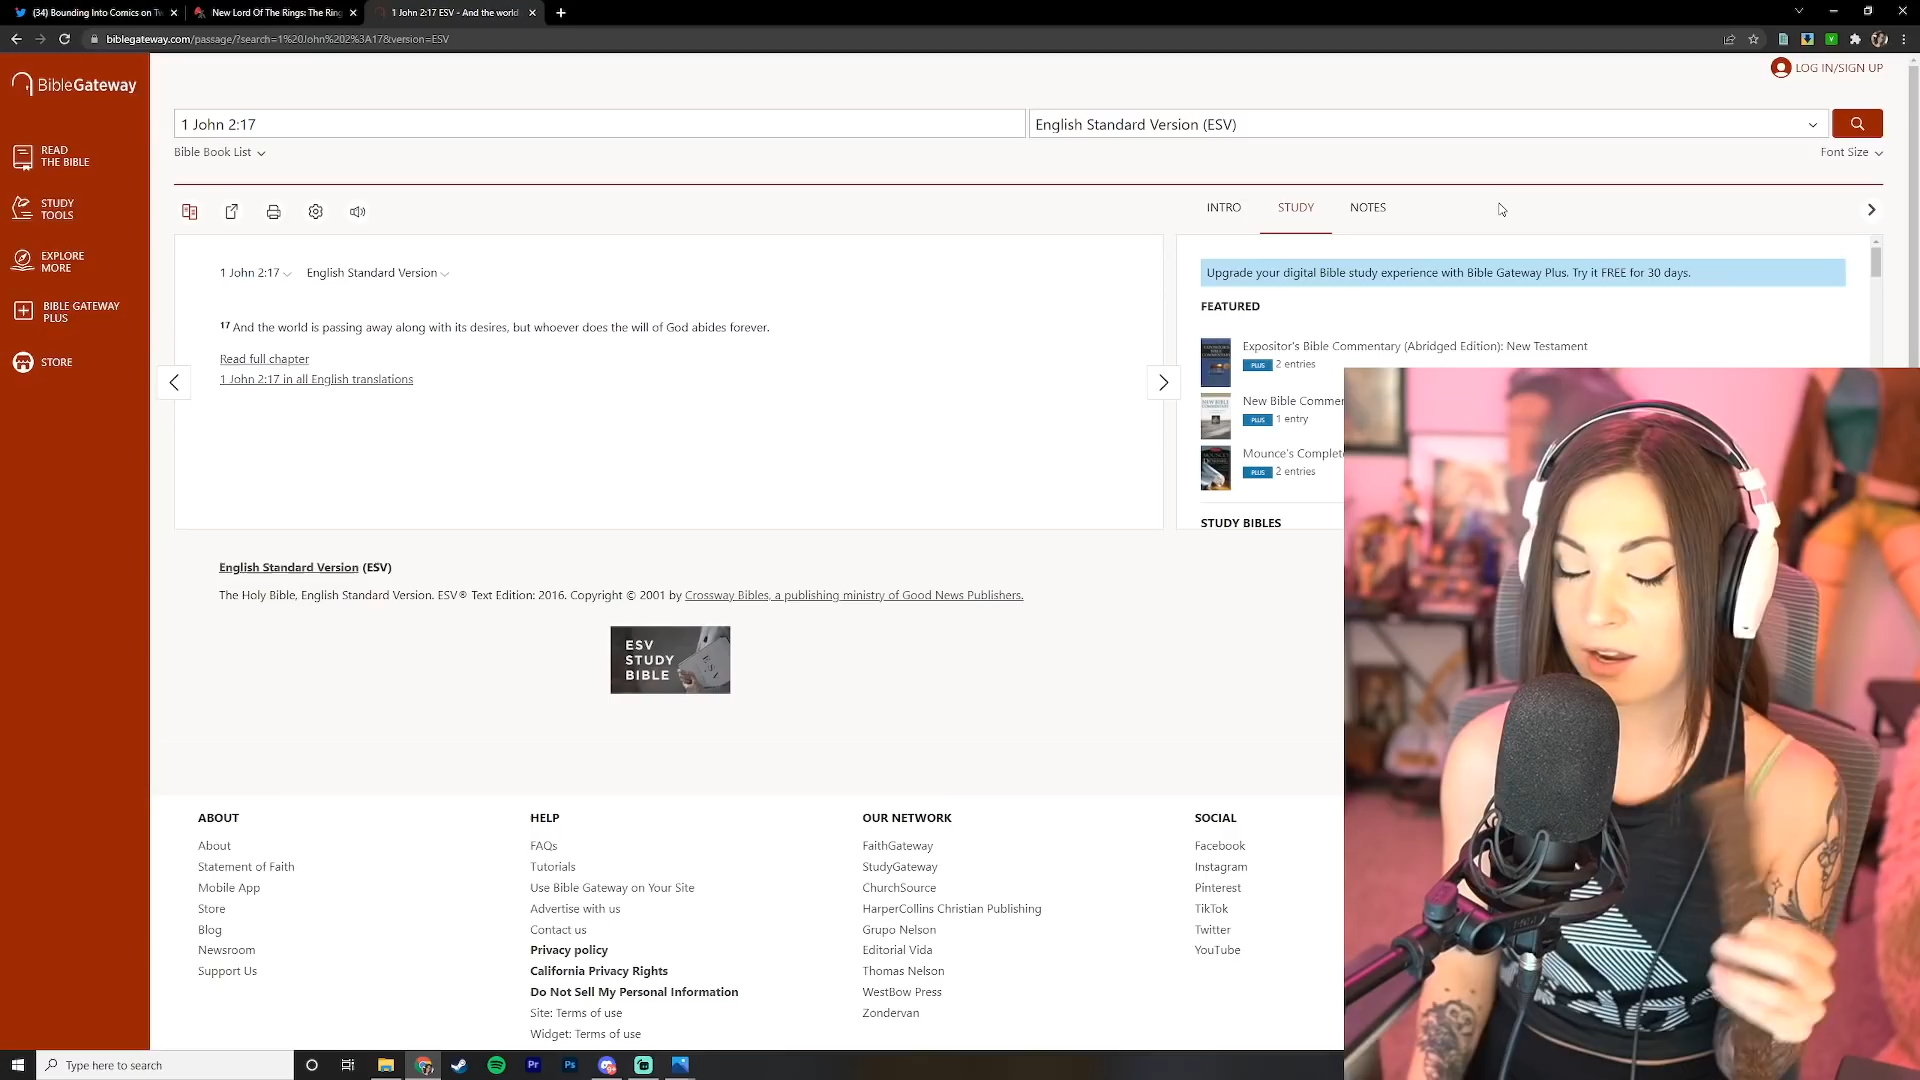 (34) Bounding Into Comics on Tw
New Lord Of The Rings: The Ring
1 John 2:17 ESV - And the world
biblegateway.com/passage/?search=1%20John%202%3A17&version=ESV
BibleGateway
LOG IN/SIGN UP
1 John 2:17
English Standard Version (ESV)
Bible Book List
Font Size
READ
THE BIBLE
STUDY
TOOLS
EXPLORE
MORE
BIBLE GATEWAY
PLUS
STORE
INTRO
STUDY
NOTES
1 John 2:17
English Standard Version
17 And the world is passing away along with its desires, but whoever does the will of God abides forever.
Read full chapter
1 John 2:17 in all English translations
Upgrade your digital Bible study experience with Bible Gateway Plus. Try it FREE for 30 days.
FEATURED
Expositor's Bible Commentary (Abridged Edition): New Testament
PLUS 2 entries
New Bible Commen
PLUS 1 entry
Mounce's Complet
PLUS 2 entries
STUDY BIBLES
English Standard Version (ESV)
The Holy Bible, English Standard Version. ESV® Text Edition: 2016. Copyright © 2001 by Crossway Bibles, a publishing ministry of Good News Publishers.
ESV
STUDY
BIBLE
ABOUT
About
Statement of Faith
Mobile App
Store
Blog
Newsroom
Support Us
HELP
FAQs
Tutorials
Use Bible Gateway on Your Site
Advertise with us
Contact us
Privacy policy
California Privacy Rights
Do Not Sell My Personal Information
Site: Terms of use
Widget: Terms of use
OUR NETWORK
FaithGateway
StudyGateway
ChurchSource
HarperCollins Christian Publishing
Grupo Nelson
Editorial Vida
Thomas Nelson
WestBow Press
Zondervan
SOCIAL
Facebook
Instagram
Pinterest
TikTok
Twitter
YouTube
Type here to search
Pr
Ps